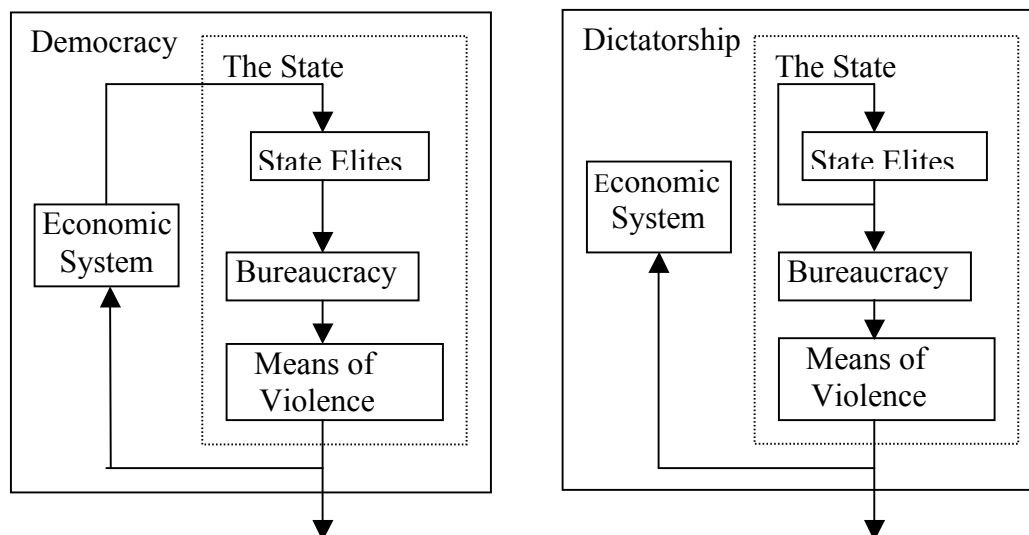 Democracy
The State
State Elites
Economic
System
Bureaucracy
Means of
Violence
Dictatorship
The State
State Elites
Economic
System
Bureaucracy
Means of
Violence